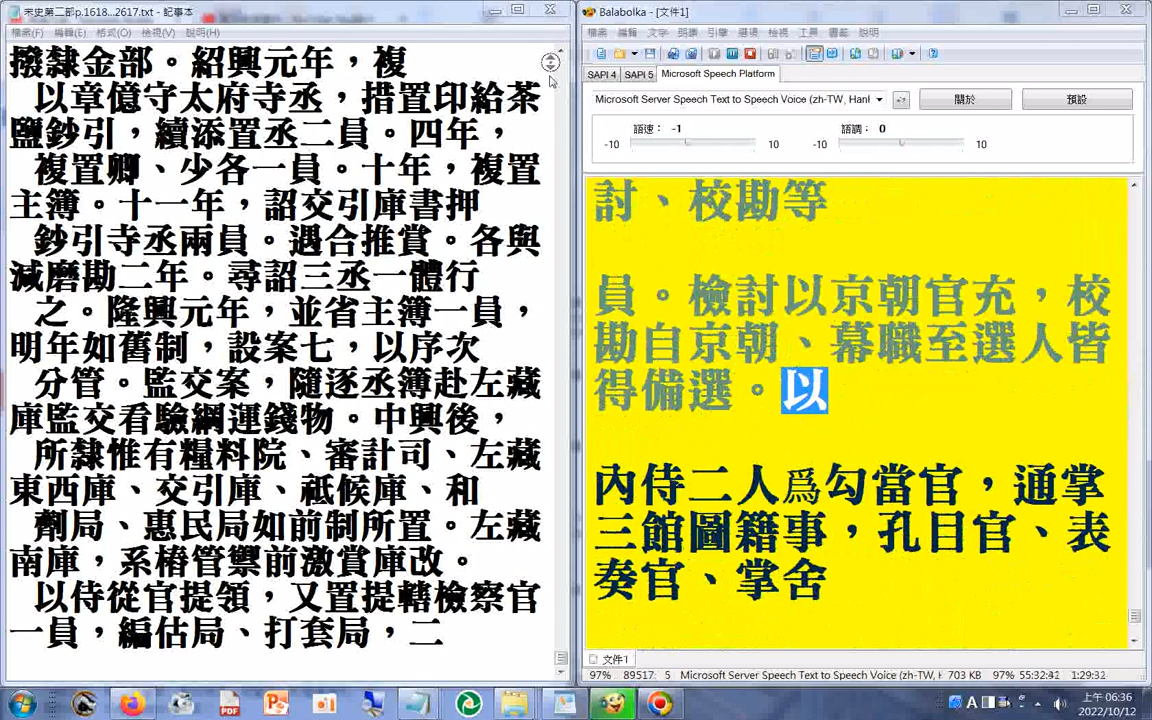 宋史第二部p.1618...2617.txt - 記事本
檔案(F) 編輯(E) 格式(O) 檢視(V) 說明(H)
撥隸金部。紹興元年，複
以章億守太府寺丞，措置印給茶
鹽鈔引，續添置丞二員。四年，
複置卿、少各一員。十年，複置
主簿。十一年，詔交引庫書押
鈔引寺丞兩員。遇合推賞。各與
減磨勘二年。尋詔三丞一體行
之。隆興元年，並省主簿一員，
明年如舊制，設案七，以序次
分管。監交案，隨逐丞簿赴左藏
庫監交看驗綱運錢物。中興後，
所隸惟有糧料院、審計司、左藏
東西庫、交引庫、祗候庫、和
劑局、惠民局如前制所置。左藏
南庫，系樁管禦前激賞庫改。
以侍從官提領，又置提轄檢察官
一員，編估局、打套局，二
Balabolka - [文件1]
檔案 編輯 文字 朗讀 引擎 選項 檢視 工具 書籤 說明
SAPI 4 SAPI 5 Microsoft Speech Platform
Microsoft Server Speech Text to Speech Voice (zh-TW, Hanl
關於 預設
語速： -1 語調： 0
-10 10 -10 10
討、校勘等
員。檢討以京朝官充，校
勘自京朝、幕職至選人皆
得備選。以
內侍二人爲勾當官，通掌
三館圖籍事，孔目官、表
奏官、掌舍
文件1
97% 89517: 5 Microsoft Server Speech Text to Speech Voice (zh-TW, 703 KB 97% 55:32:42 1:29:32
上午 06:36
2022/10/12